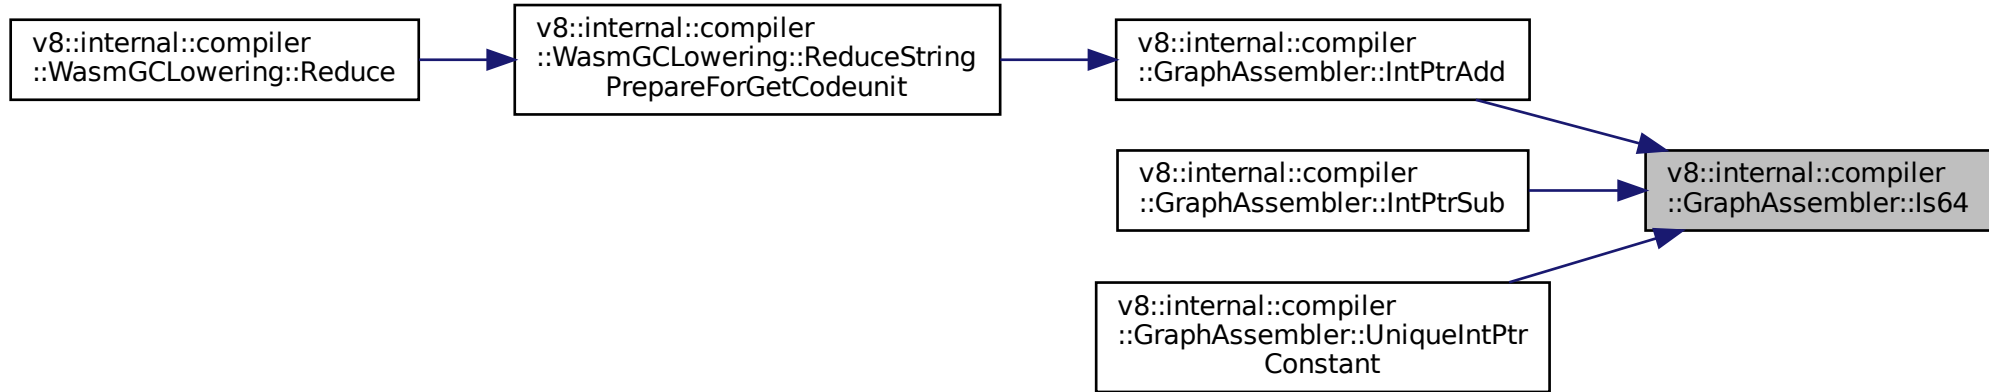 v8::internal::compiler
::WasmGCLowering::Reduce
v8::internal::compiler
::WasmGCLowering::ReduceString
PrepareForGetCodeunit
v8::internal::compiler
::GraphAssembler::IntPtrAdd
v8::internal::compiler
::GraphAssembler::IntPtrSub
v8::internal::compiler
::GraphAssembler::UniqueIntPtr
Constant
v8::internal::compiler
::GraphAssembler::Is64